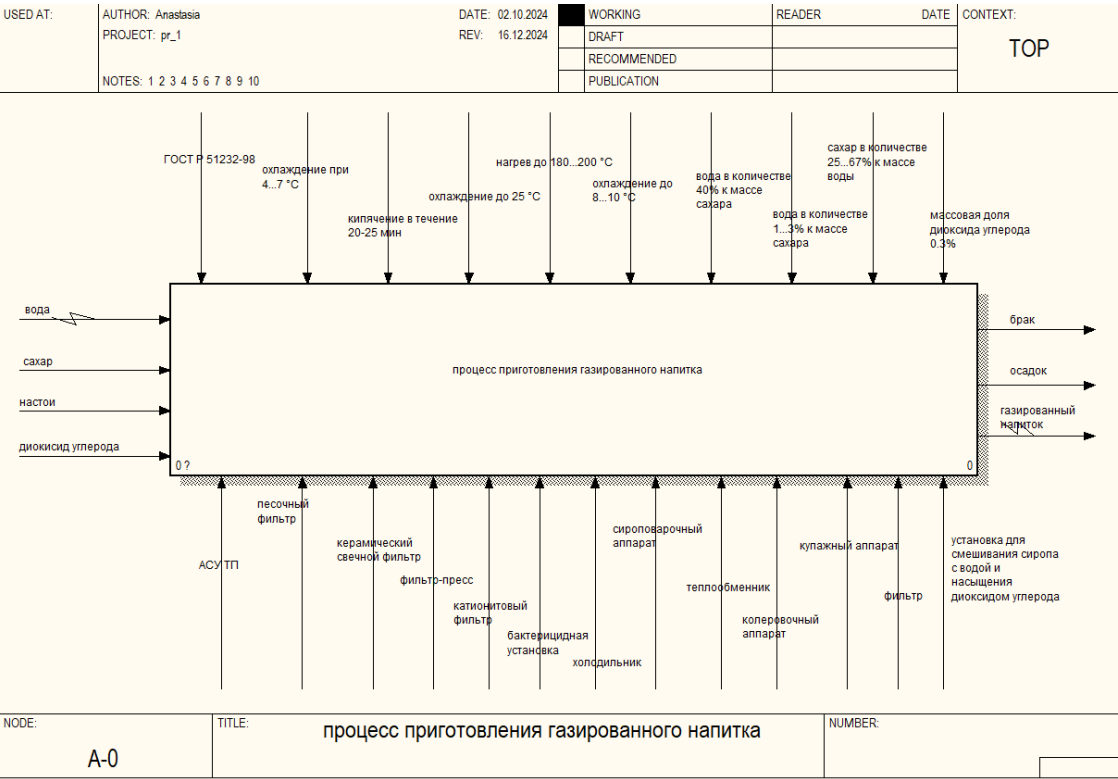 USED AT:
AUTHOR: Anastasia
DATE: 02.10.2024
PROJECT: pr_1
REV: 16.12.2024
NOTES: 1 2 3 4 5 6 7 8 9 10
WORKING
DRAFT
RECOMMENDED
PUBLICATION
READER
DATE
CONTEXT:
TOP
ГОСТ Р 51232-98
охлаждение при
4...7 °C
кипячение в течение
20-25 мин
охлаждение до 25 °C
нагрев до 180...200 °C
охлаждение до
8...10 °C
вода в количестве
40% к массе
сахара
вода в количестве
1...3% к массе
сахара
сахар в количестве
25...67% к массе
воды
массовая доля
диоксида углерода
0.3%
вода
сахар
настои
диокисид углерода
процесс приготовления газированного напитка
0 ?
0
брак
осадок
газированный
напиток
АСУ ТП
песочный
фильтр
керамический
свечной фильтр
фильтр-пресс
катионитовый
фильтр
бактерицидная
установка
холодильник
сироповарочный
аппарат
теплообменник
колеровочный
аппарат
купажный аппарат
фильтр
установка для
смешивания сиропа
с водой и
насыщения
диоксидом углерода
NODE:
A-0
TITLE:
процесс приготовления газированного напитка
NUMBER: